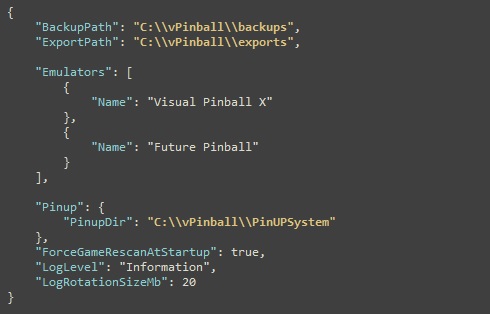 {
    "BackupPath": "C:\\vPinball\\backups",
    "ExportPath": "C:\\vPinball\\exports",

    "Emulators": [
        {
            "Name": "Visual Pinball X"
        },
        {
            "Name": "Future Pinball"
        }
    ],

    "Pinup": {
        "PinupDir": "C:\\vPinball\\PinUPSystem"
    },
    "ForceGameRescanAtStartup": true,
    "LogLevel": "Information",
    "LogRotationSizeMb": 20
}